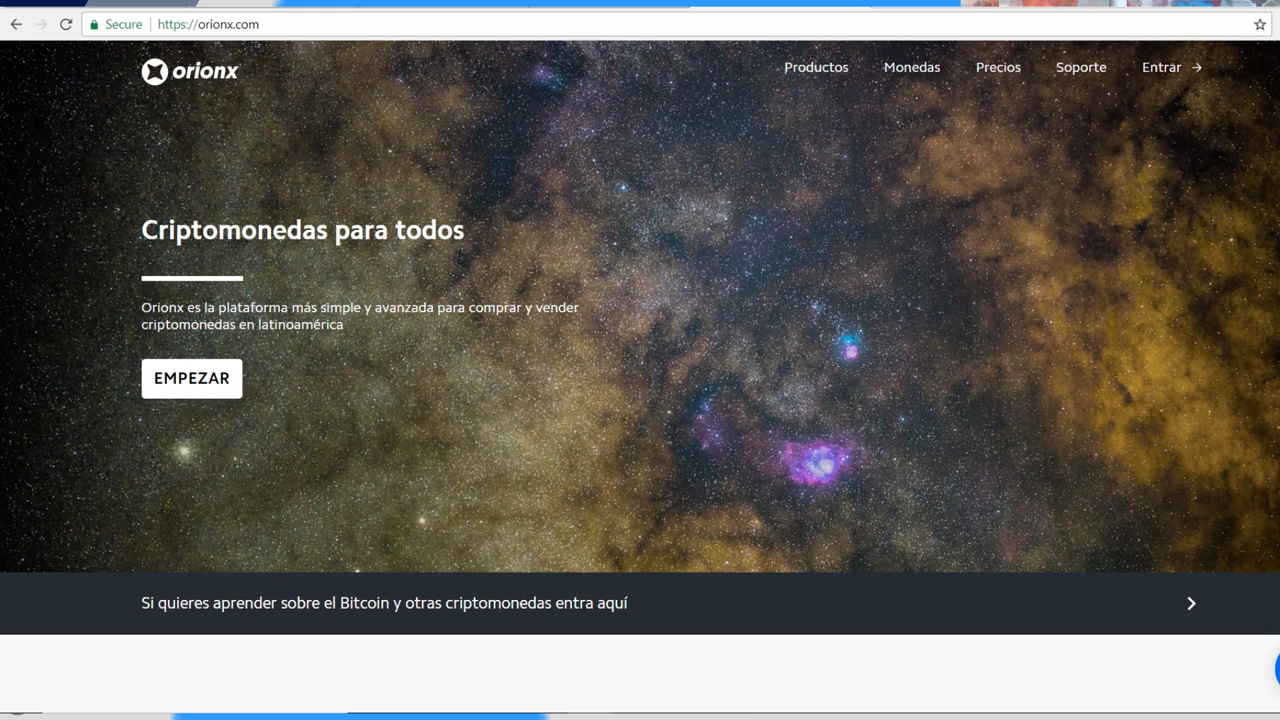 Secure https://orionx.com
orionx
Productos Monedas Precios Soporte Entrar →
Criptomonedas para todos
Orionx es la plataforma más simple y avanzada para comprar y vender
criptomonedas en latinoamérica
EMPEZAR
Si quieres aprender sobre el Bitcoin y otras criptomonedas entra aquí